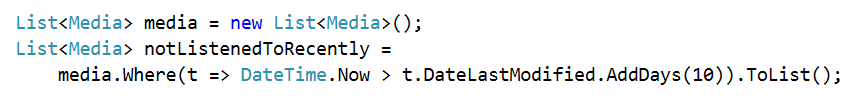 List<Media> media = new List<Media>();
List<Media> notListenedToRecently =
media.Where(t => DateTime.Now > t.DateLastModified.AddDays(10)).ToList();